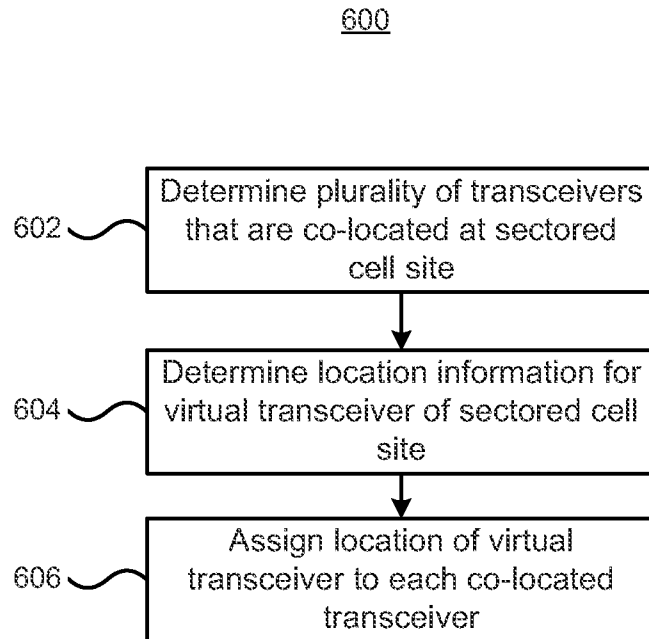 600
Determine plurality of transceivers
602
that are co-located at sectored
cell site
Determine location information for
604
virtual transceiver of sectored cell
site
Assign location of virtual
606
transceiver to each co-located
transceiver